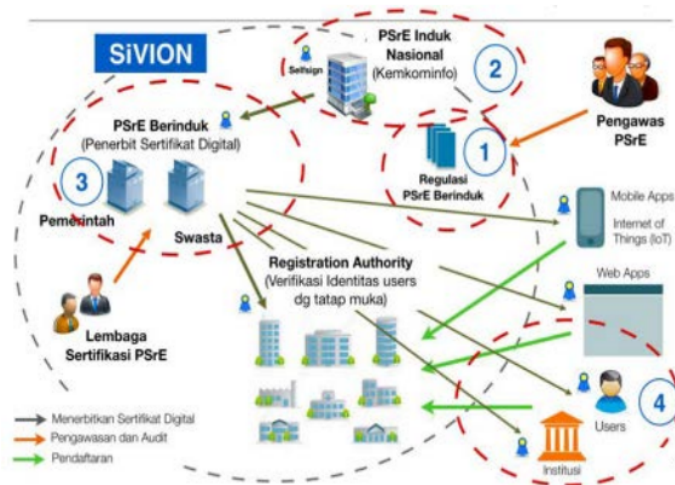 SiVION
PSrE Induk
Nasional
(Kemkominfo)
Selfsign
2
PSrE Berinduk
(Penerbit Sertifikat Digital)
3
Pemerintah
Swasta
1
Regulasi
PSrE Berinduk
Pengawas
PSrE
Mobile Apps
Internet of
Things (IoT)
Web Apps
Registration Authority
(Verifikasi Identitas users
dg tatap muka)
Lembaga
Sertifikasi PSrE
4
Users
Institusi
Menerbitkan Sertifikat Digital
Pengawasan dan Audit
Pendaftaran